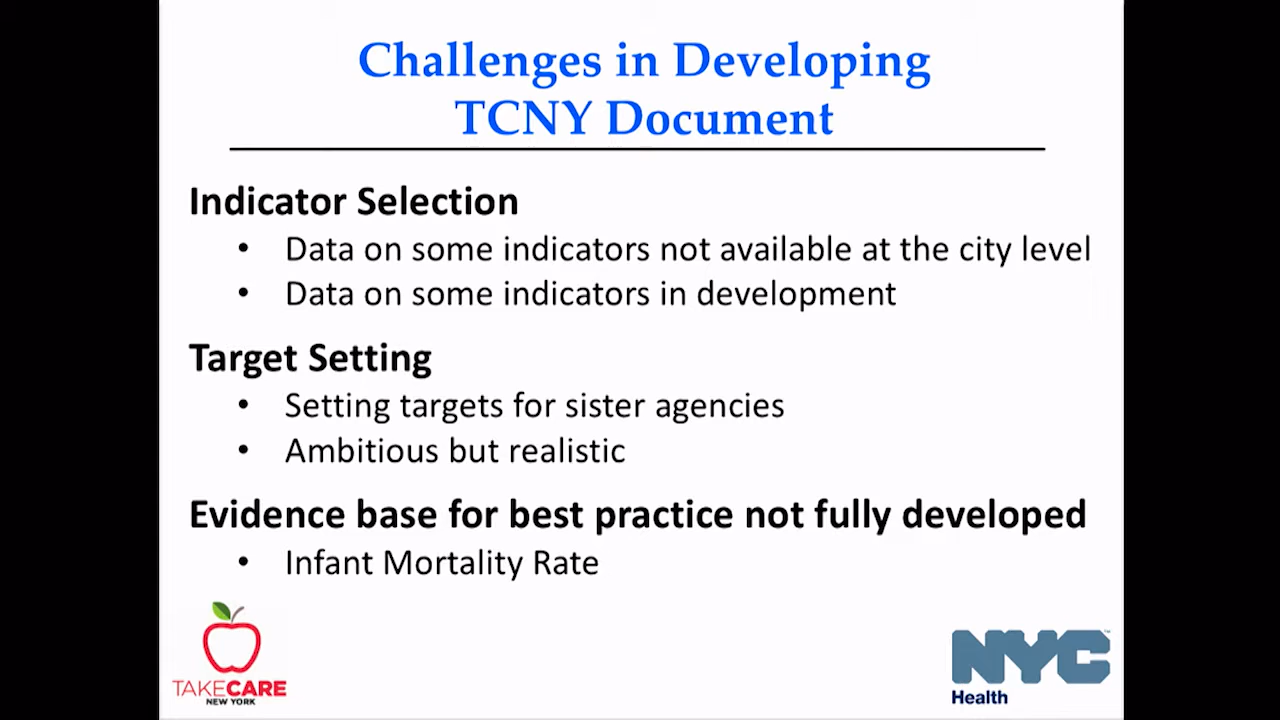 Challenges in Developing
TCNY Document
Indicator Selection
• Data on some indicators not available at the city level
• Data on some indicators in development
Target Setting
• Setting targets for sister agencies
• Ambitious but realistic
Evidence base for best practice not fully developed
• Infant Mortality Rate
TAKECARE
NEW YORK
NYC™
Health